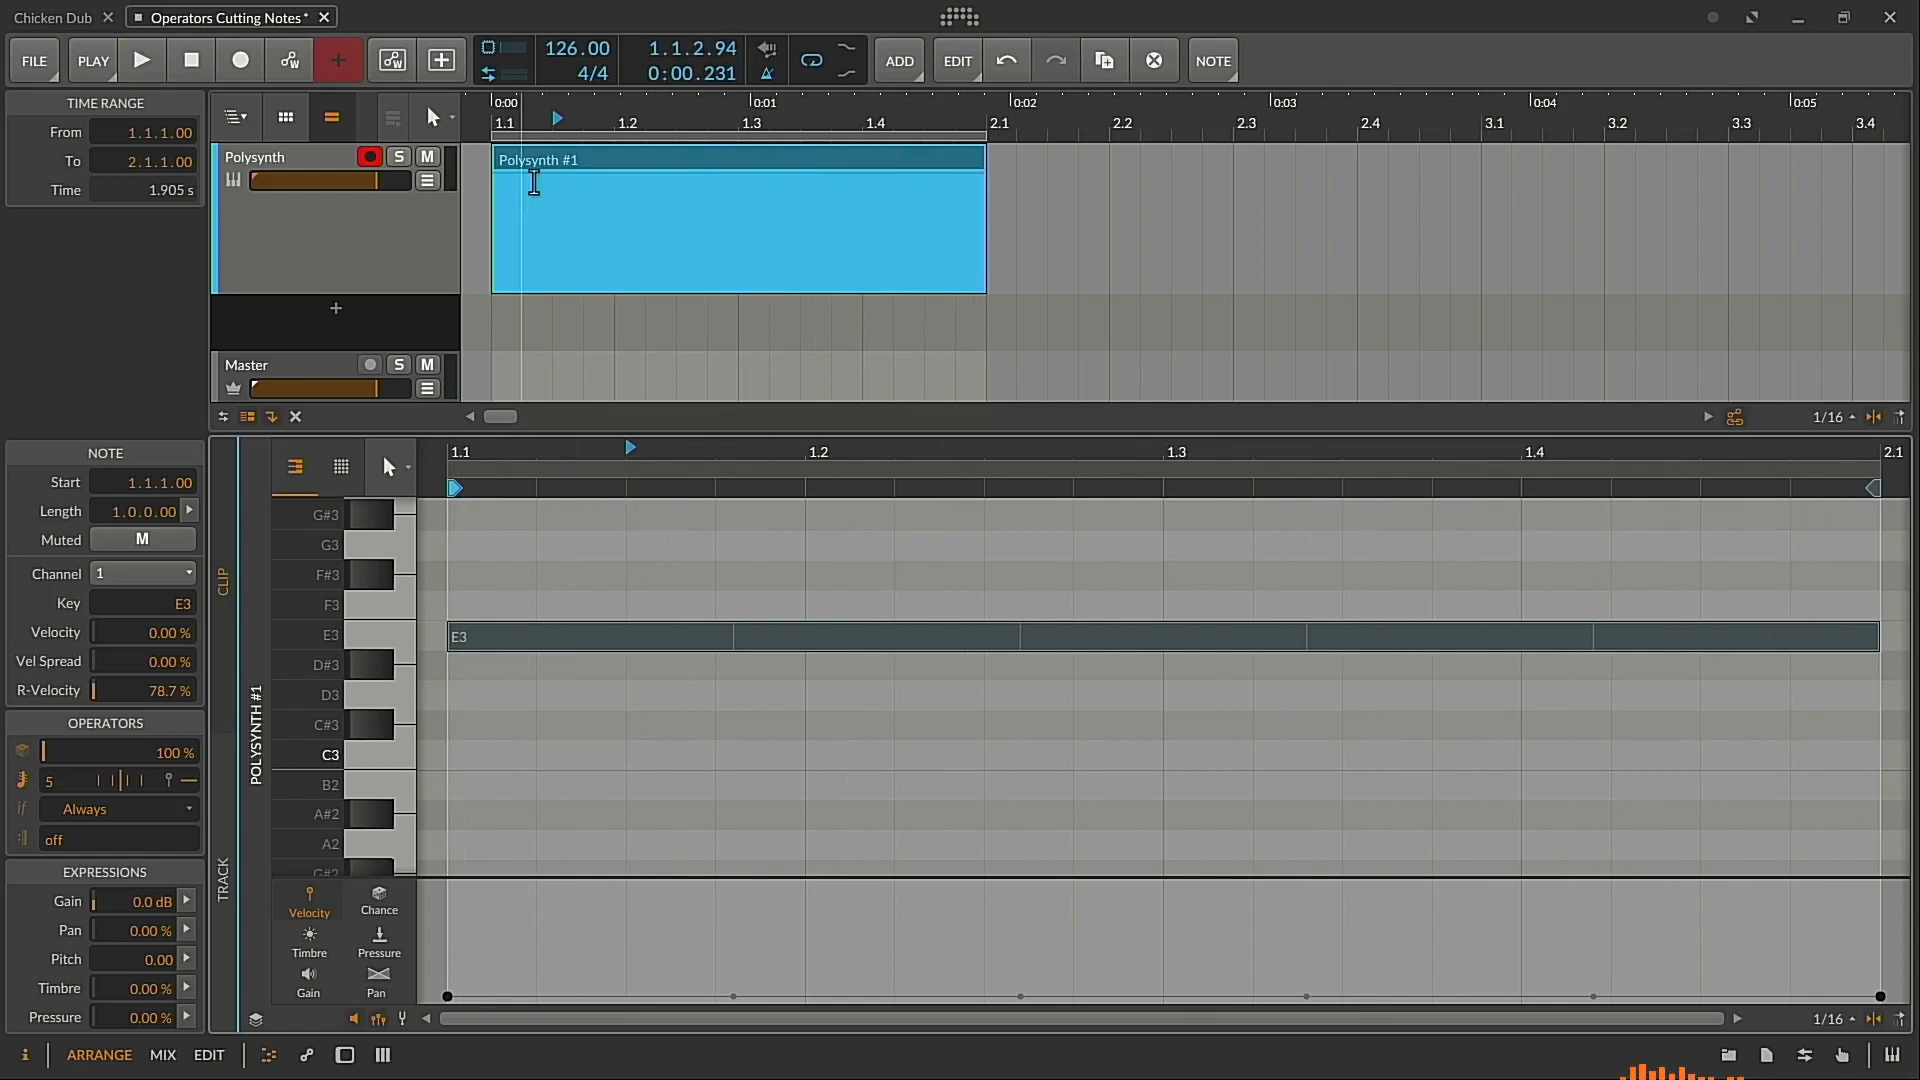 Chicken Dub
Operators Cutting Notes*
FILE
PLAY
126.00
4/4
1.1.2.94
0:00.231
ADD
EDIT
NOTE
TIME RANGE
From 1.1.1.00
To 2.1.1.00
Time 1.905 s
0:00 0:01 0:02 0:03 0:04 0:05
1.1 1.2 1.3 1.4 2.1 2.2 2.3 2.4 3.1 3.2 3.3 3.4
Polysynth S M
Polysynth #1
+
Master S M
1/16
NOTE
Start 1.1.1.00
Length 1.0.0.00
Muted M
Channel 1
Key E3
Velocity 0.00 %
Vel Spread 0.00 %
R-Velocity 78.7 %
OPERATORS
100 %
5
if Always
off
EXPRESSIONS
Gain 0.0 dB
Pan 0.00 %
Pitch 0.00
Timbre 0.00 %
Pressure 0.00 %
CLIP
TRACK
POLYSYNTH #1
1.1 1.2 1.3 1.4 2.1
G#3
G3
F#3
F3
E3 E3
D#3
D3
C#3
C3
B2
A#2
A2
G#2
Velocity Chance
Timbre Pressure
Gain Pan
1/16
i ARRANGE MIX EDIT